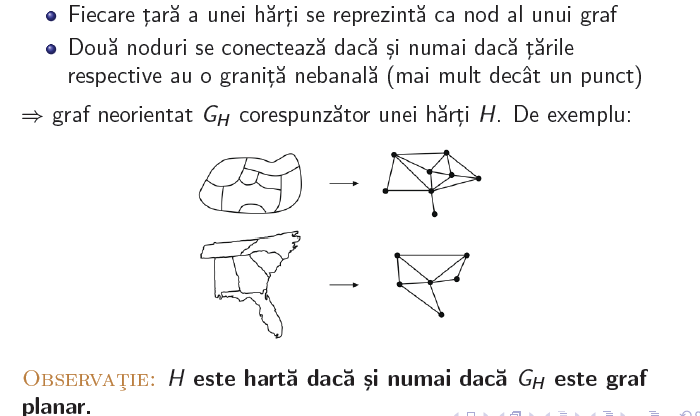 Fiecare țară a unei hărți se reprezintă ca nod al unui graf
Două noduri se conectează dacă și numai dacă țările
respective au o graniță nebanală (mai mult decât un punct)
⇒ graf neorientat G_H corespunzător unei hărți H. De exemplu:
Observaţie: H este hartă dacă și numai dacă G_H este graf
planar.